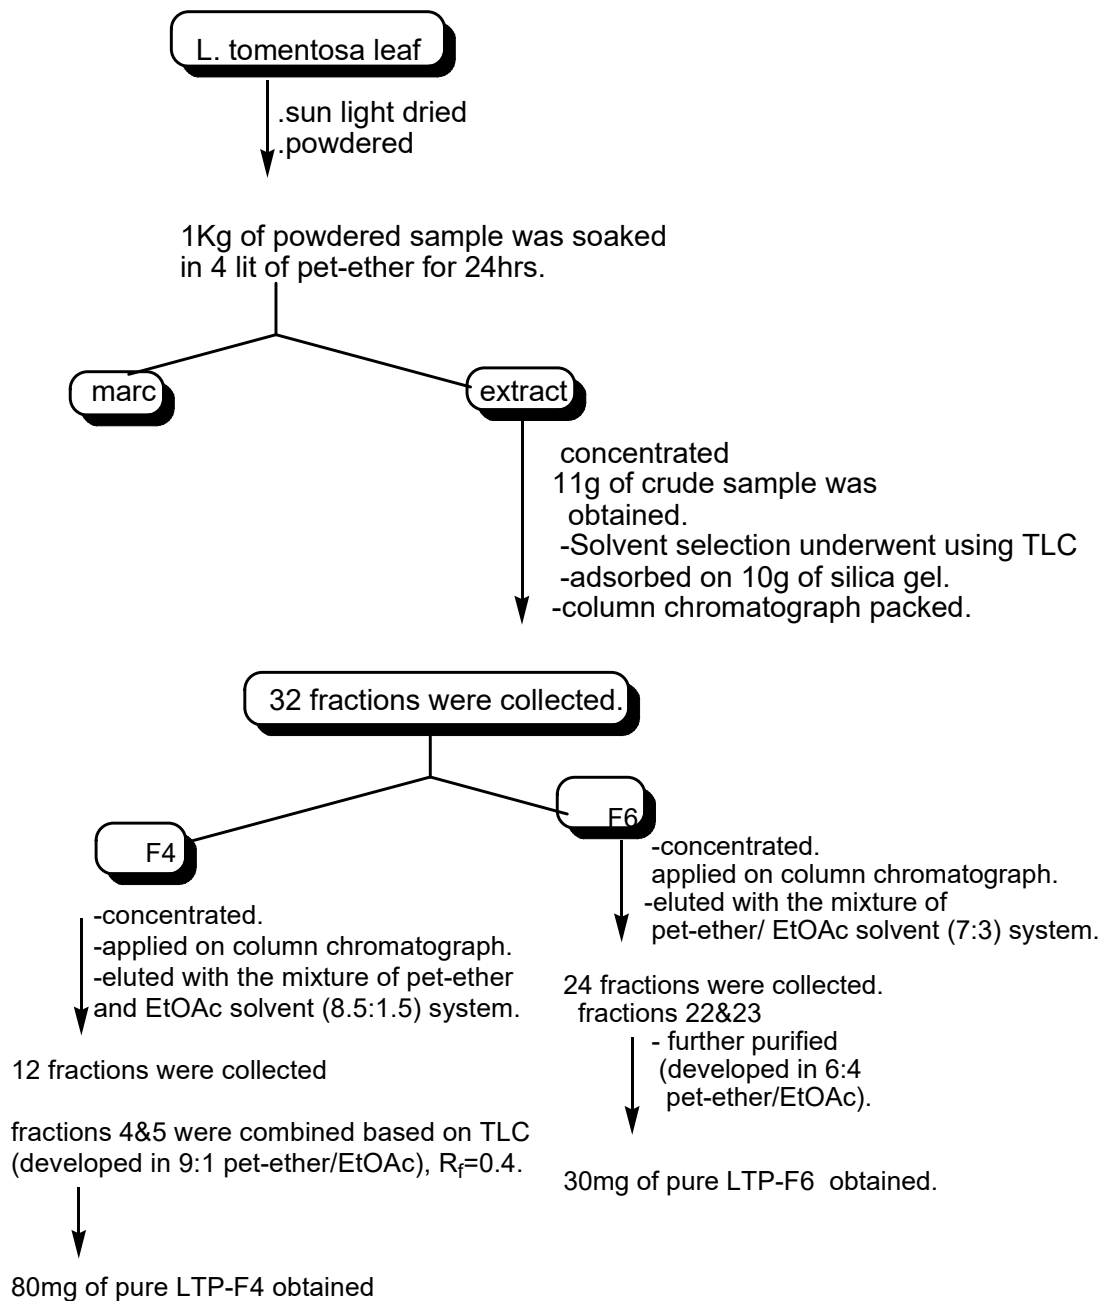 L. tomentosa leaf
.sun light dried
.powdered
1Kg of powdered sample was soaked
in 4 lit of pet-ether for 24hrs.
marc
extract
concentrated
11g of crude sample was
obtained.
-Solvent selection underwent using TLC
-adsorbed on 10g of silica gel.
-column chromatograph packed.
32 fractions were collected.
F4
-concentrated.
-applied on column chromatograph.
-eluted with the mixture of pet-ether
and EtOAc solvent (8.5:1.5) system.
12 fractions were collected
fractions 4&5 were combined based on TLC
(developed in 9:1 pet-ether/EtOAc), Rf=0.4.
80mg of pure LTP-F4 obtained
F6
-concentrated.
applied on column chromatograph.
-eluted with the mixture of
pet-ether/ EtOAc solvent (7:3) system.
24 fractions were collected.
fractions 22&23
- further purified
(developed in 6:4
pet-ether/EtOAc).
30mg of pure LTP-F6 obtained.